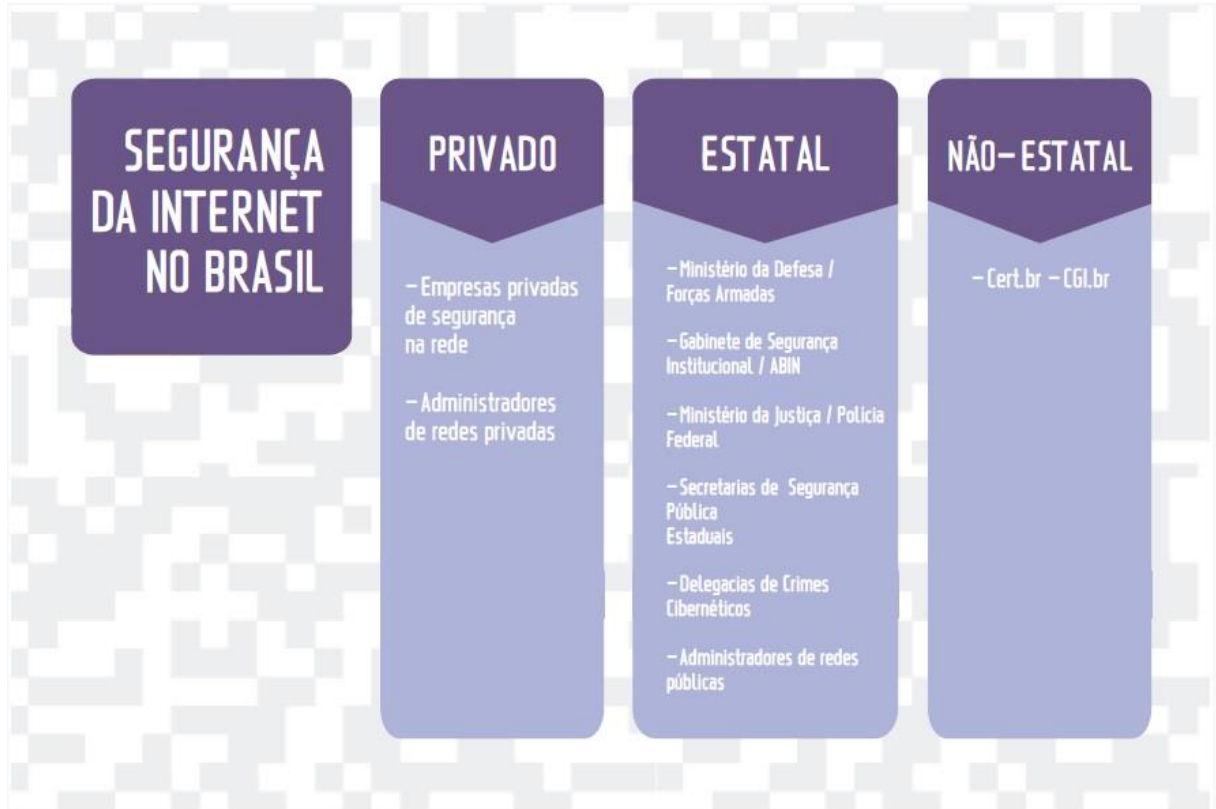 SEGURANÇA
DA INTERNET
NO BRASIL
PRIVADO
–Empresas privadas
de segurança
na rede
–Administradores
de redes privadas
ESTATAL
–Ministério da Defesa /
Forças Armadas
–Gabinete de Segurança
Institucional / ABIN
–Ministério da Justiça / Polícia
Federal
–Secretarias de Segurança
Pública
Estaduais
–Delegacias de Crimes
Cibernéticos
–Administradores de redes
públicas
NÃO–ESTATAL
–Cert.br –CGI.br